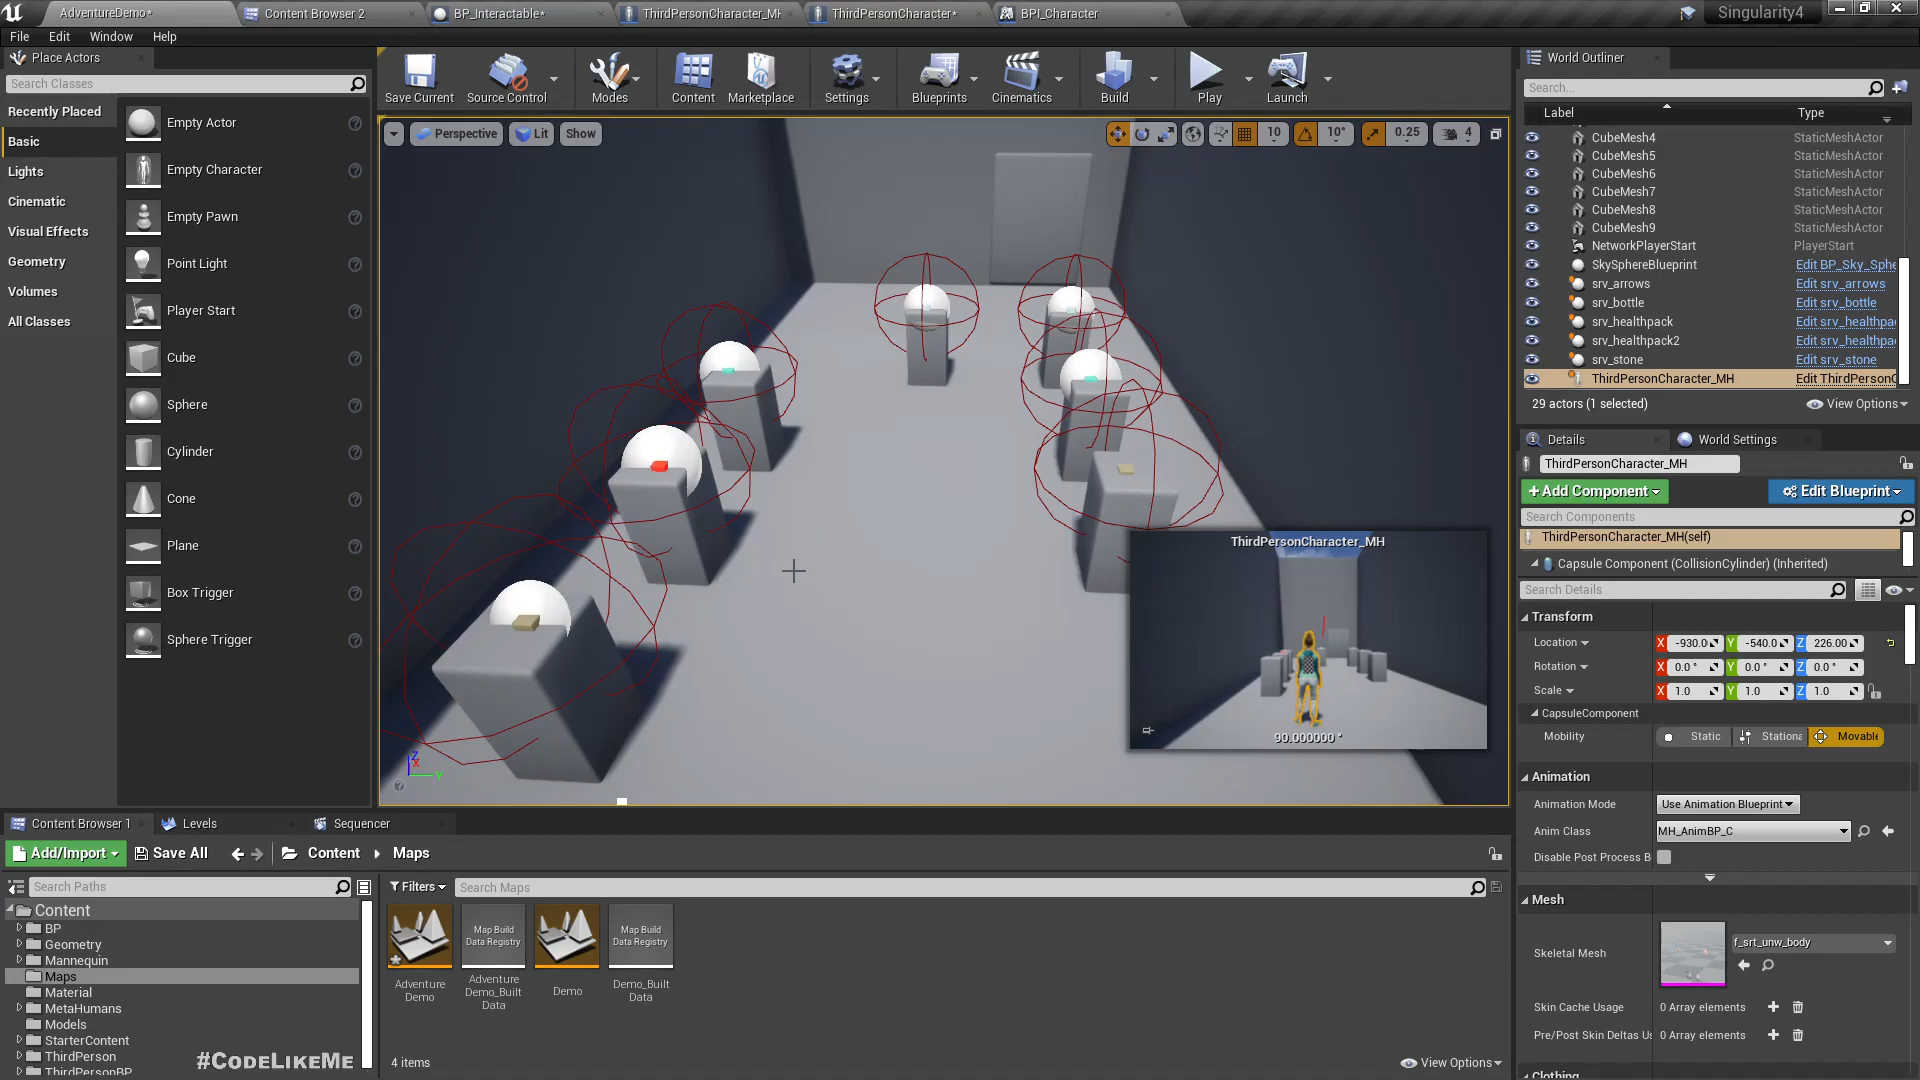 AdventureDemo*
Content Browser 2
BP_Interactable*
ThirdPersonCharacter_MH
ThirdPersonCharacter*
BPI_Character
Singularity4
File Edit Window Help
Place Actors
Search Classes
Recently Placed
Basic
Lights
Cinematic
Visual Effects
Geometry
Volumes
All Classes
Empty Actor
Empty Character
Empty Pawn
Point Light
Player Start
Cube
Sphere
Cylinder
Cone
Plane
Box Trigger
Sphere Trigger
Save Current
Source Control
Modes
Content
Marketplace
Settings
Blueprints
Cinematics
Build
Play
Launch
Perspective
Lit
Show
10
10°
0.25
4
ThirdPersonCharacter_MH
90.000000 °
World Outliner
Search...
Label Type
CubeMesh4 StaticMeshActor
CubeMesh5 StaticMeshActor
CubeMesh6 StaticMeshActor
CubeMesh7 StaticMeshActor
CubeMesh8 StaticMeshActor
CubeMesh9 StaticMeshActor
NetworkPlayerStart PlayerStart
SkySphereBlueprint Edit BP_Sky_Sphe
srv_arrows Edit srv_arrows
srv_bottle Edit srv_bottle
srv_healthpack Edit srv_healthpa
srv_healthpack2 Edit srv_healthpa
srv_stone Edit srv_stone
ThirdPersonCharacter_MH Edit ThirdPersonC
29 actors (1 selected)
View Options
Details
World Settings
ThirdPersonCharacter_MH
+ Add Component
Edit Blueprint
Search Components
ThirdPersonCharacter_MH(self)
Capsule Component (CollisionCylinder) (Inherited)
Search Details
Transform
Location X -930.0 Y -540.0 Z 226.00
Rotation X 0.0 ° Y 0.0 ° Z 0.0 °
Scale X 1.0 Y 1.0 Z 1.0
CapsuleComponent
Mobility Static Stationa Movable
Animation
Animation Mode Use Animation Blueprint
Anim Class MH_AnimBP_C
Disable Post Process B
Mesh
Skeletal Mesh f_srt_unw_body
Skin Cache Usage 0 Array elements
Pre/Post Skin Deltas Us 0 Array elements
Clothing
Content Browser 1
Levels
Sequencer
Add/Import
Save All
Content
Maps
Search Paths
Filters
Search Maps
Content
BP
Geometry
Mannequin
Maps
Material
MetaHumans
Models
StarterContent
ThirdPerson
ThirdPersonBP
Map Build
Data Registry
Map Build
Data Registry
Adventure
Demo
Adventure
Demo_Built
Data
Demo
Demo_Built
Data
#CodeLikeMe
4 items
View Options
Z
X
Y